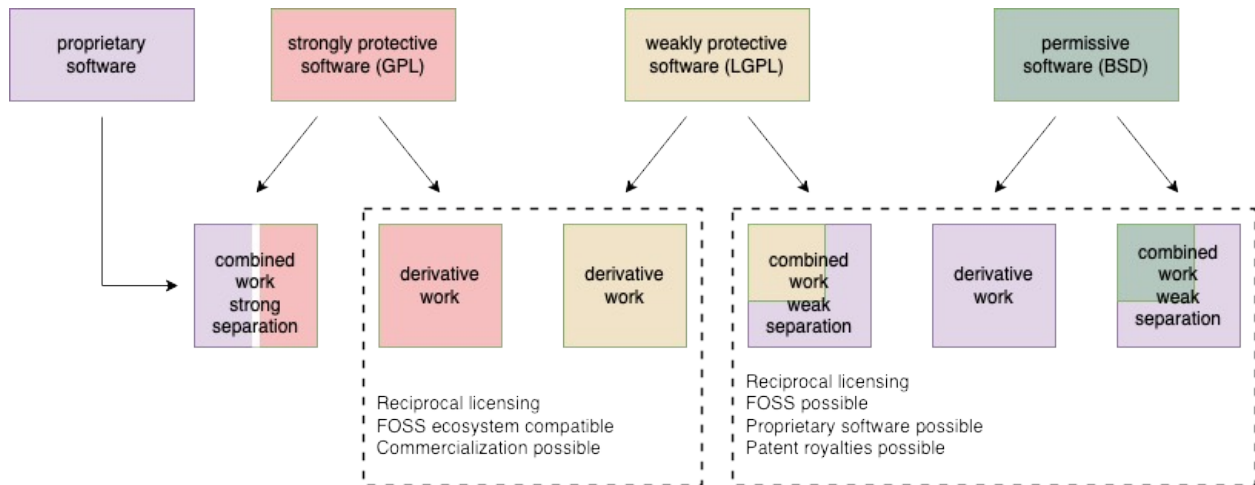 proprietary
software
strongly protective
software (GPL)
weakly protective
software (LGPL)
permissive
software (BSD)
combined
work
strong
separation
derivative
work
derivative
work
combined
work
weak
separation
derivative
work
combined
work
weak
separation
Reciprocal licensing
FOSS ecosystem compatible
Commercialization possible
Reciprocal licensing
FOSS possible
Proprietary software possible
Patent royalties possible